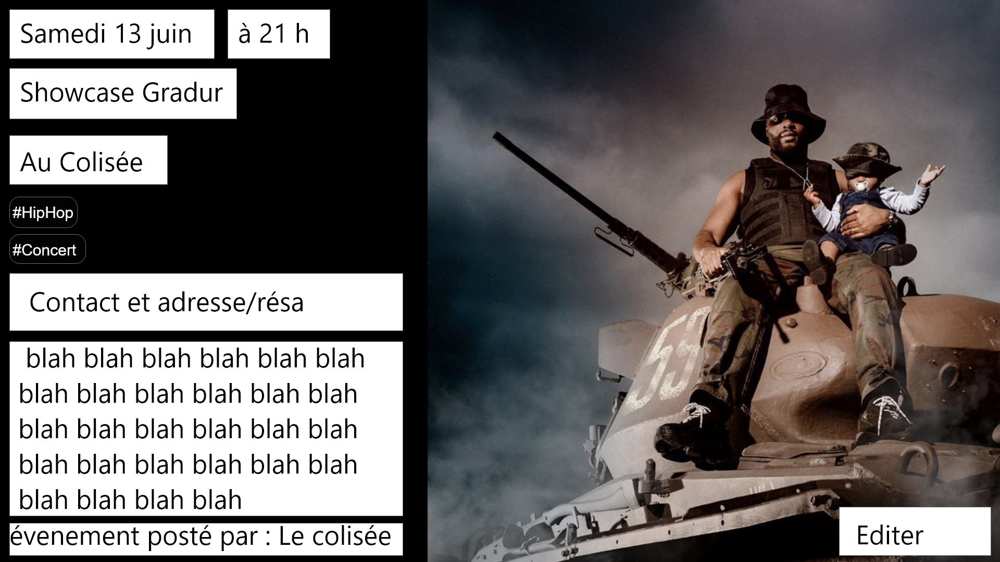 Samedi 13 juin
à 21 h
Showcase Gradur
Au Colisée
#HipHop
#Concert
Contact et adresse/résa
blah blah blah blah blah blah
blah blah blah blah blah blah
blah blah blah blah blah blah
blah blah blah blah blah blah
blah blah blah blah
évenement posté par : Le colisée
59
Editer